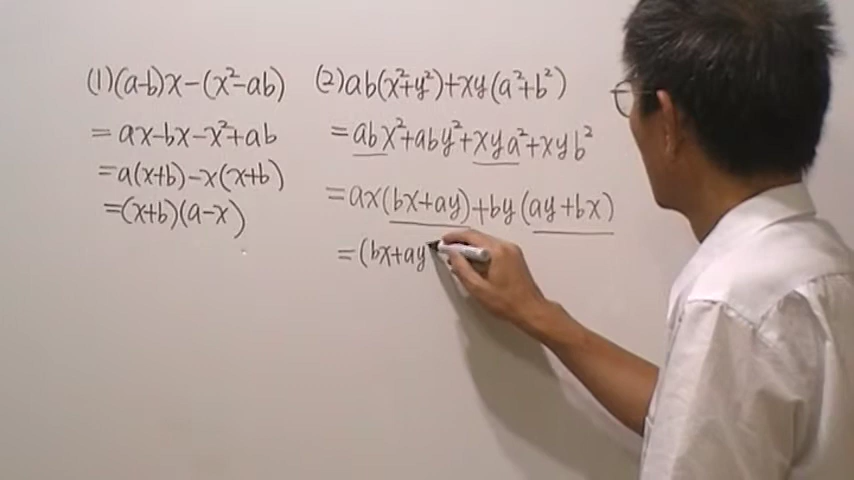 (1)(a-b)x-(x²-ab)
=ax-bx-x²+ab
=a(x+b)-x(x+b)
=(x+b)(a-x)
(2)ab(x²+y²)+xy(a²+b²)
=abx²+aby²+xya²+xyb²
=ax(bx+ay)+by(ay+bx)
=(bx+ay